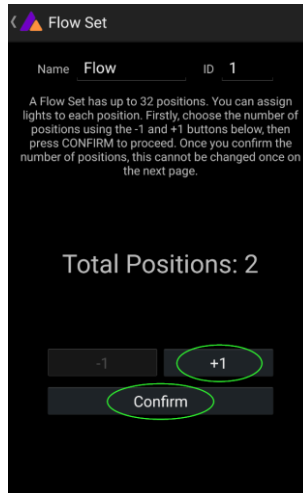 Flow Set
Name Flow ID 1
A Flow Set has up to 32 positions. You can assign
lights to each position. Firstly, choose the number of
positions using the -1 and +1 buttons below, then
press CONFIRM to proceed. Once you confirm the
number of positions, this cannot be changed once on
the next page.
Total Positions: 2
-1 +1
Confirm